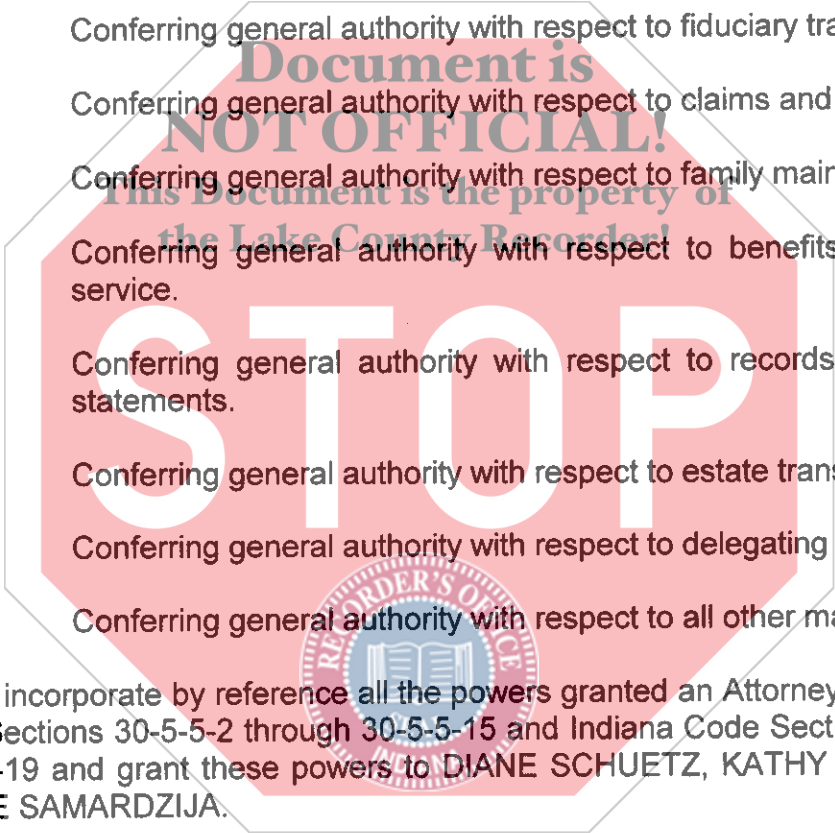 Conferring general authority with respect to fiduciary tra
Document is
Conferring general authority with respect to claims and
NOT OFFICIAL!
Conferring general authority with respect to family main
This Document is the property of
the Lake County Recorder!
Conferring general authority with respect to benefits
service.
STOP
Conferring general authority with respect to records
statements.
Conferring general authority with respect to estate trans
Conferring general authority with respect to delegating
RECORDER'S OFFICE
Conferring general authority with respect to all other ma
incorporate by reference all the powers granted an Attorney
Sections 30-5-5-2 through 30-5-5-15 and Indiana Code Sect
SEAL
-19 and grant these powers to DIANE SCHUETZ, KATHY
INDIANA
E SAMARDZIJA.